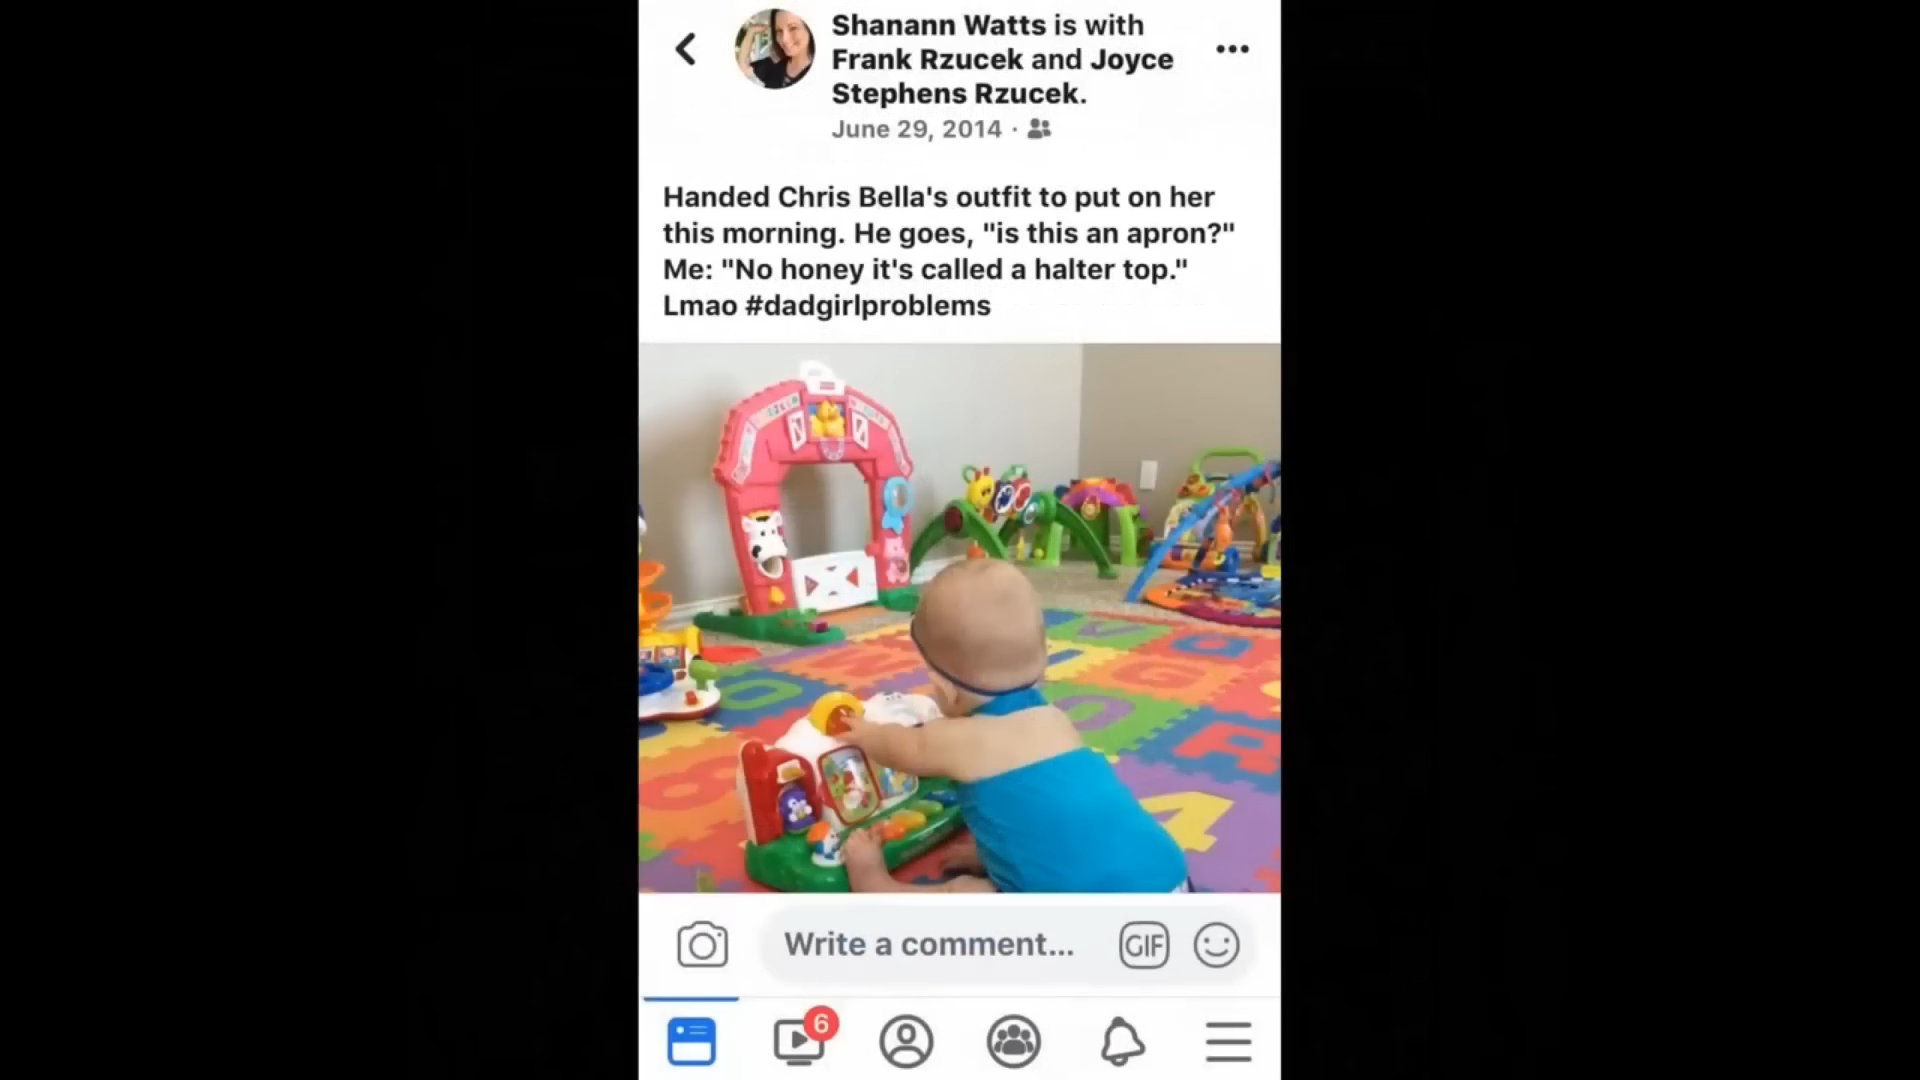 Shanann Watts is with
Frank Rzucek and Joyce
Stephens Rzucek.
June 29, 2014 ·
Handed Chris Bella's outfit to put on her
this morning. He goes, "is this an apron?"
Me: "No honey it's called a halter top."
Lmao #dadgirlproblems
W
G
R
4
8
Write a comment...
GIF
6